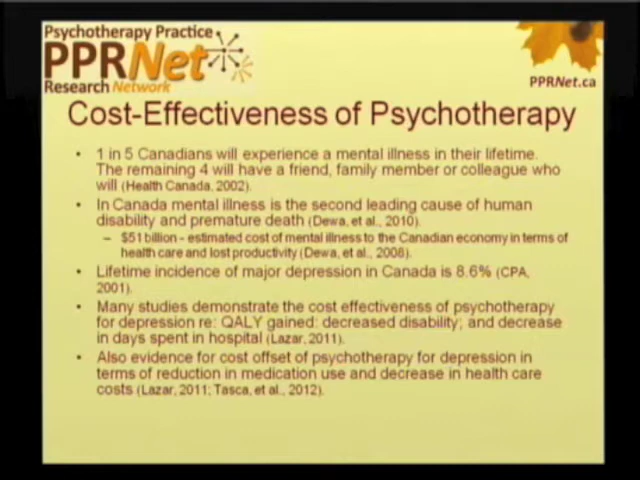 Psychotherapy Practice
PPRNet
Research Network
PPRNet.ca
Cost-Effectiveness of Psychotherapy
• 1 in 5 Canadians will experience a mental illness in their lifetime.
The remaining 4 will have a friend, family member or colleague who
will (Health Canada, 2002).
• In Canada mental illness is the second leading cause of human
disability and premature death (Dewa, et al., 2010).
– $51 billion - estimated cost of mental illness to the Canadian economy in terms of
health care and lost productivity (Dewa, et al., 2008).
• Lifetime incidence of major depression in Canada is 8.6% (CPA,
2001).
• Many studies demonstrate the cost effectiveness of psychotherapy
for depression re: QALY gained: decreased disability; and decrease
in days spent in hospital (Lazar, 2011).
• Also evidence for cost offset of psychotherapy for depression in
terms of reduction in medication use and decrease in health care
costs (Lazar, 2011; Tasca, et al., 2012).